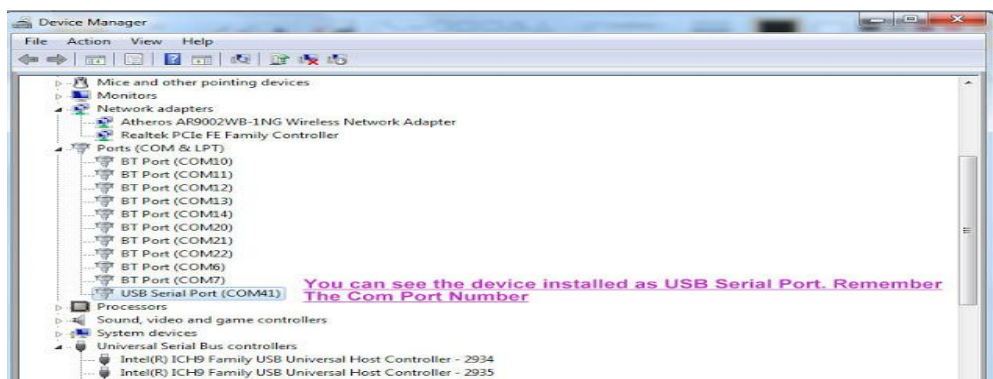 Device Manager
File Action View Help
Mice and other pointing devices
Monitors
Network adapters
Atheros AR9002WB-1NG Wireless Network Adapter
Realtek PCIe FE Family Controller
Ports (COM & LPT)
BT Port (COM10)
BT Port (COM11)
BT Port (COM12)
BT Port (COM13)
BT Port (COM14)
BT Port (COM20)
BT Port (COM21)
BT Port (COM22)
BT Port (COM6)
BT Port (COM7)
USB Serial Port (COM41)
You can see the device installed as USB Serial Port. Remember
The Com Port Number
Processors
Sound, video and game controllers
System devices
Universal Serial Bus controllers
Intel(R) ICH9 Family USB Universal Host Controller - 2934
Intel(R) ICH9 Family USB Universal Host Controller - 2935